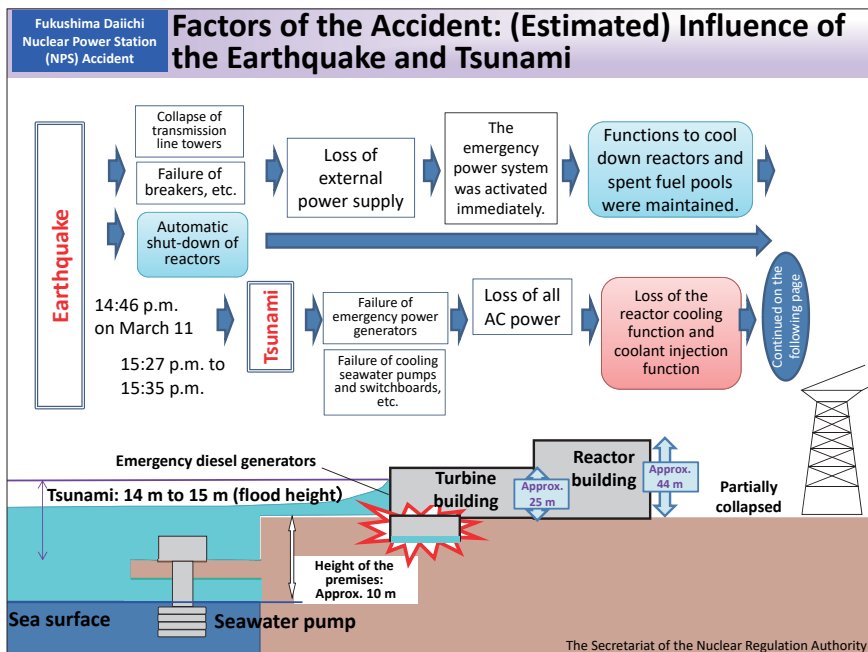 Fukushima Daiichi
Nuclear Power Station
(NPS) Accident
Factors of the Accident: (Estimated) Influence of
the Earthquake and Tsunami
Earthquake
Collapse of
transmission
line towers
Failure of
breakers, etc.
Automatic
shut-down of
reactors
Loss of
external
power supply
The
emergency
power system
was activated
immediately.
Functions to cool
down reactors and
spent fuel pools
were maintained.
14:46 p.m.
on March 11
15:27 p.m. to
15:35 p.m.
Tsunami
Failure of
emergency power
generators
Failure of cooling
seawater pumps
and switchboards,
etc.
Loss of all
AC power
Loss of the
reactor cooling
function and
coolant injection
function
Continued on the
following page
Emergency diesel generators
Tsunami: 14 m to 15 m (flood height)
Turbine
building
Approx.
25 m
Reactor
building
Approx.
44 m
Partially
collapsed
Height of the
premises:
Approx. 10 m
Sea surface
Seawater pump
The Secretariat of the Nuclear Regulation Authority